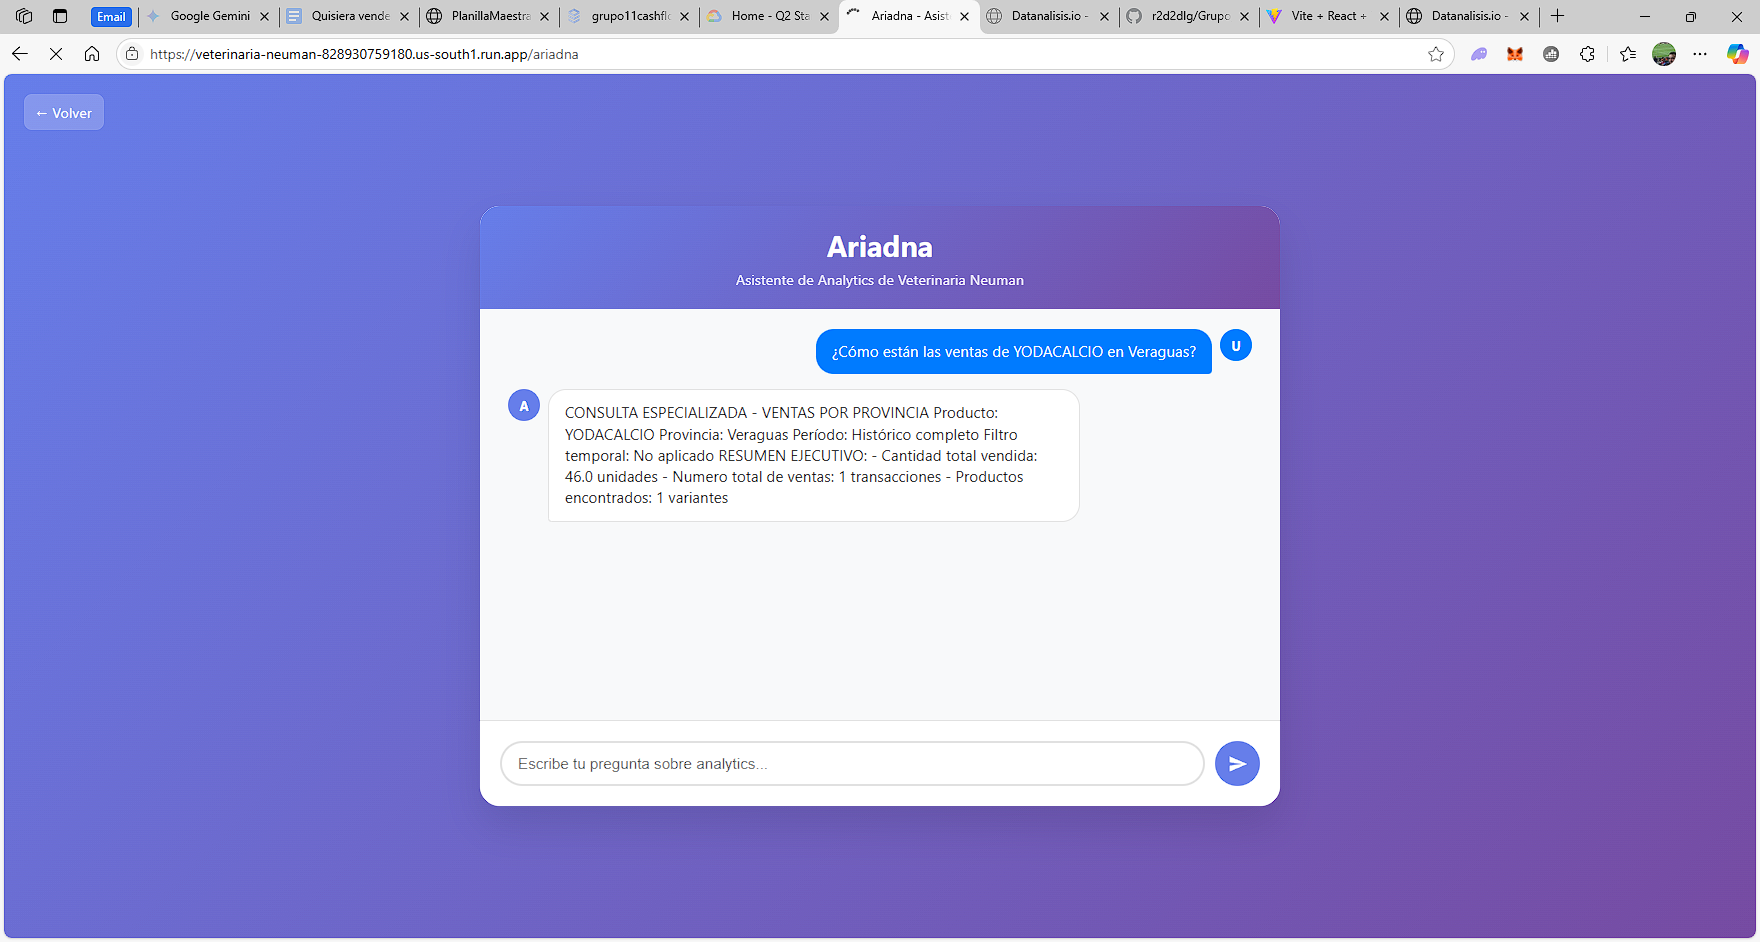 Email
Google Gemini
Quisiera vende
PlanillaMaestra
grupo11cashflo
Home - Q2 Sta
Ariadna - Asist
Datanalisis.io -
r2d2dlg/Grupo
Vite + React +
Datanalisis.io -
https://veterinaria-neuman-828930759180.us-south1.run.app/ariadna
← Volver
Ariadna
Asistente de Analytics de Veterinaria Neuman
¿Cómo están las ventas de YODACALCIO en Veraguas?
U
A
CONSULTA ESPECIALIZADA - VENTAS POR PROVINCIA Producto:
YODACALCIO Provincia: Veraguas Período: Histórico completo Filtro
temporal: No aplicado RESUMEN EJECUTIVO: - Cantidad total vendida:
46.0 unidades - Numero total de ventas: 1 transacciones - Productos
encontrados: 1 variantes
Escribe tu pregunta sobre analytics...